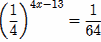 (1/4)^{4x-13} = 1/64